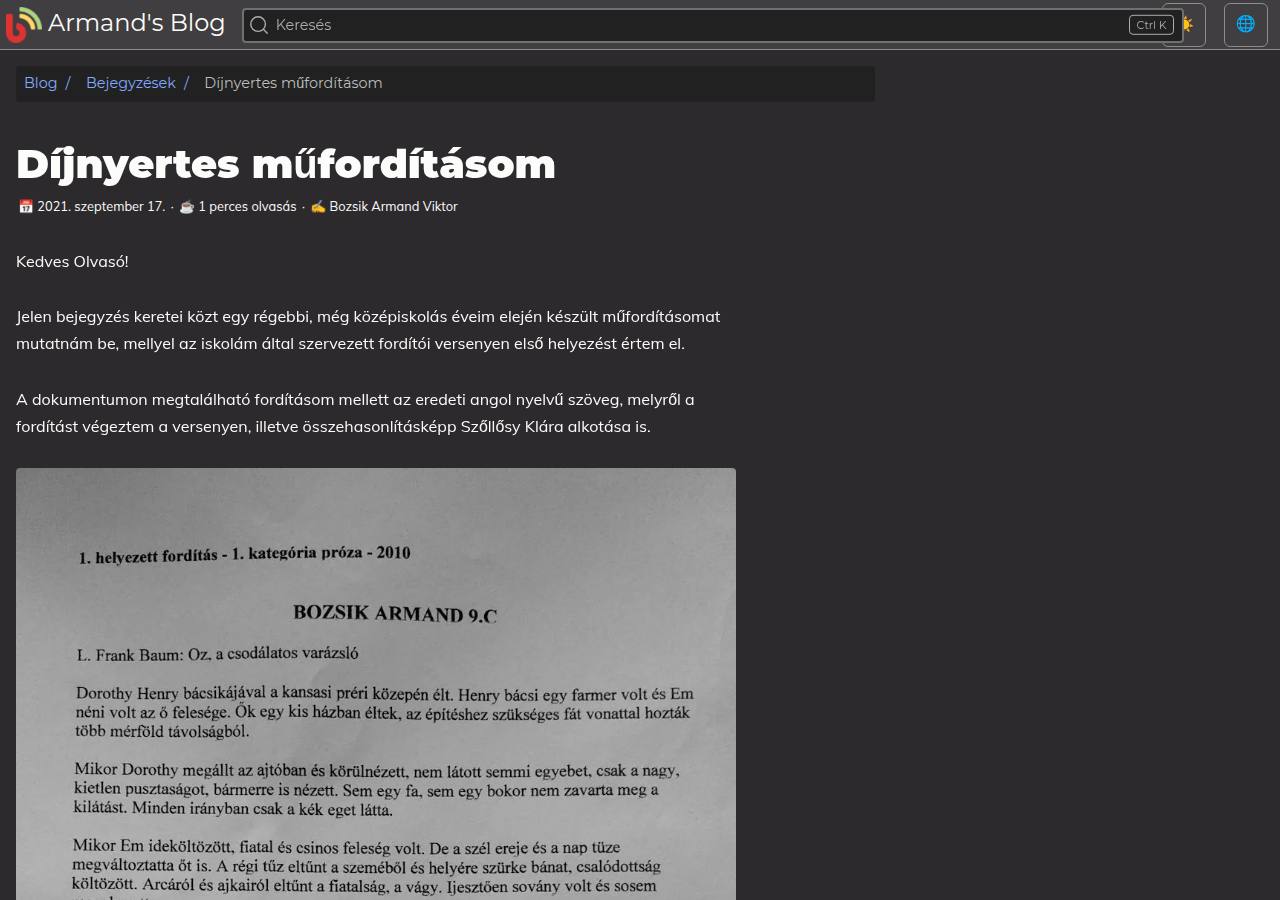 Armand's Blog
Keresés
Ctrl K
Blog / Bejegyzések / Díjnyertes műfordításom
Díjnyertes műfordításom
2021. szeptember 17. · 1 perces olvasás · Bozsik Armand Viktor
Kedves Olvasó!
Jelen bejegyzés keretei közt egy régebbi, még középiskolás éveim elején készült műfordításomat
mutatnám be, mellyel az iskolám által szervezett fordítói versenyen első helyezést értem el.
A dokumentumon megtalálható fordításom mellett az eredeti angol nyelvű szöveg, melyről a
fordítást végeztem a versenyen, illetve összehasonlításképp Szőllősy Klára alkotása is.
1. helyezett fordítás - 1. kategória próza - 2010
BOZSIK ARMAND 9.C
L. Frank Baum: Oz, a csodálatos varázsló
Dorothy Henry bácsikájával a kansasi préri közepén élt. Henry bácsi egy farmer volt és Em
néni volt az ő felesége. Ők egy kis házban éltek, az építéshez szükséges fát vonattal hozták
több mérföld távolságból.
Mikor Dorothy megállt az ajtóban és körülnézett, nem látott semmi egyebet, csak a nagy,
kietlen pusztaságot, bármerre is nézett. Sem egy fa, sem egy bokor nem zavarta meg a
kilátást. Minden irányban csak a kék eget látta.
Mikor Em ideköltözött, fiatal és csinos feleség volt. De a szél ereje és a nap tüze
megváltoztatta őt is. A régi tűz eltűnt a szeméből és helyére szürke bánat, csalódottság
költözött. Arcáról és ajkairól eltűnt a fiatalság, a vágy. Ijesztően sovány volt és sosem